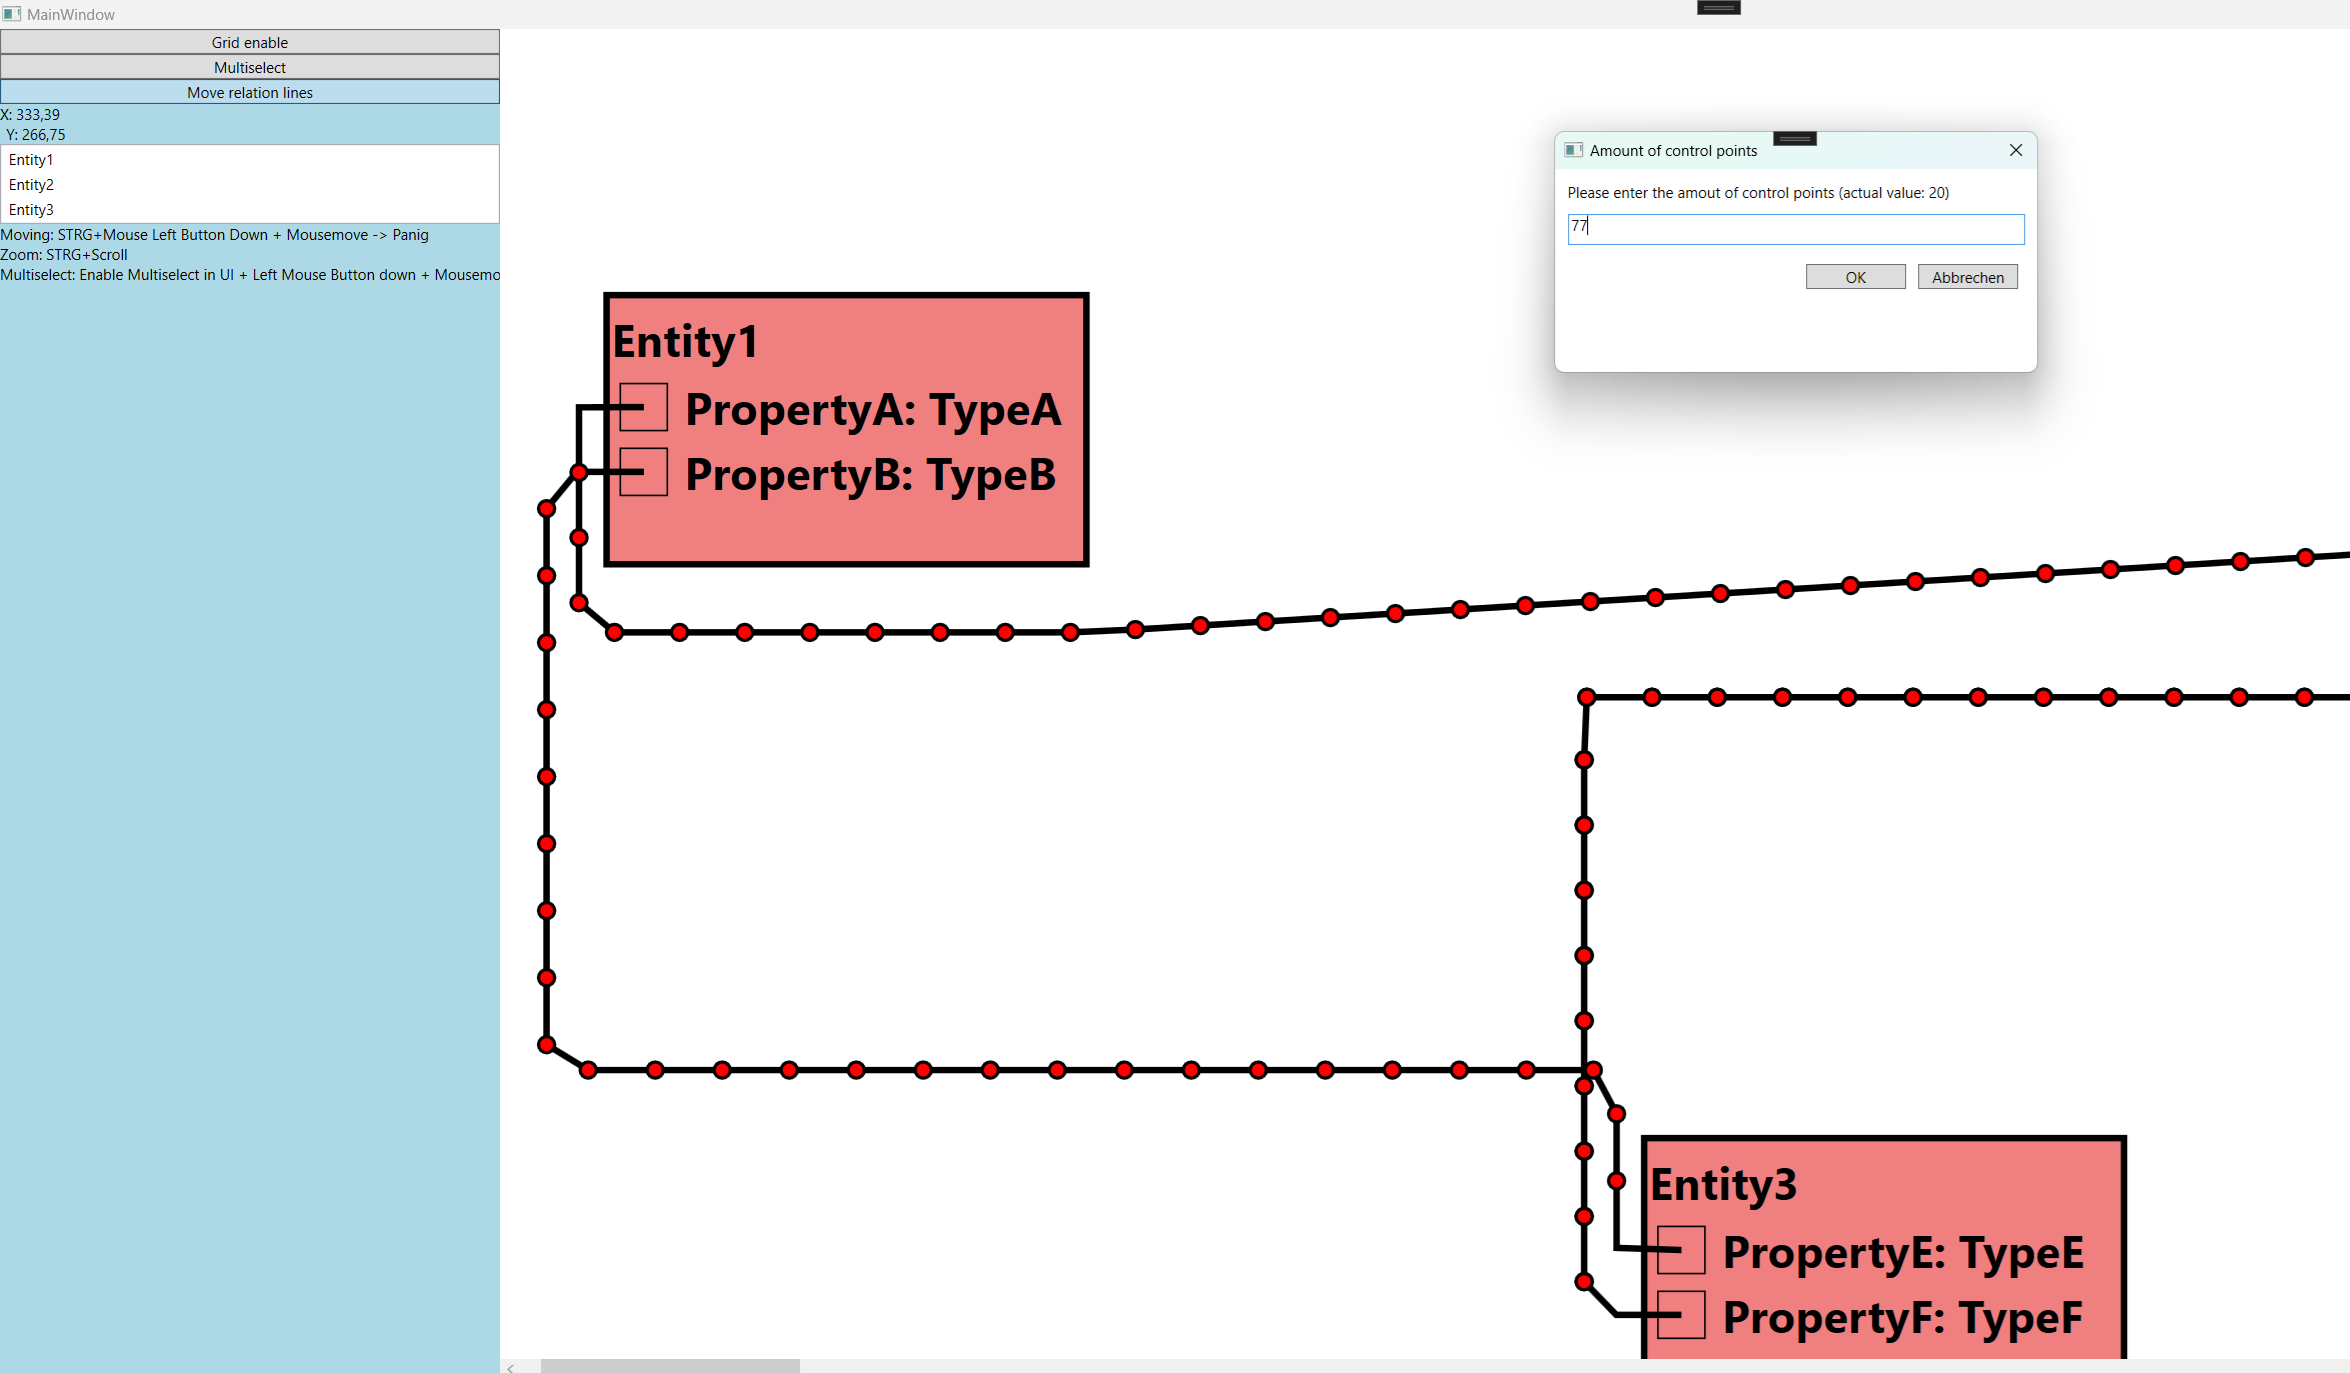 MainWindow
Grid enable
Multiselect
Move relation lines
X: 333,39
Y: 266,75
Entity1
Entity2
Entity3
Moving: STRG+Mouse Left Button Down + Mousemove -> Panig
Zoom: STRG+Scroll
Multiselect: Enable Multiselect in UI + Left Mouse Button down + Mousemo
Amount of control points
Please enter the amout of control points (actual value: 20)
77
OK
Abbrechen
Entity1
PropertyA: TypeA
PropertyB: TypeB
Entity3
PropertyE: TypeE
PropertyF: TypeF